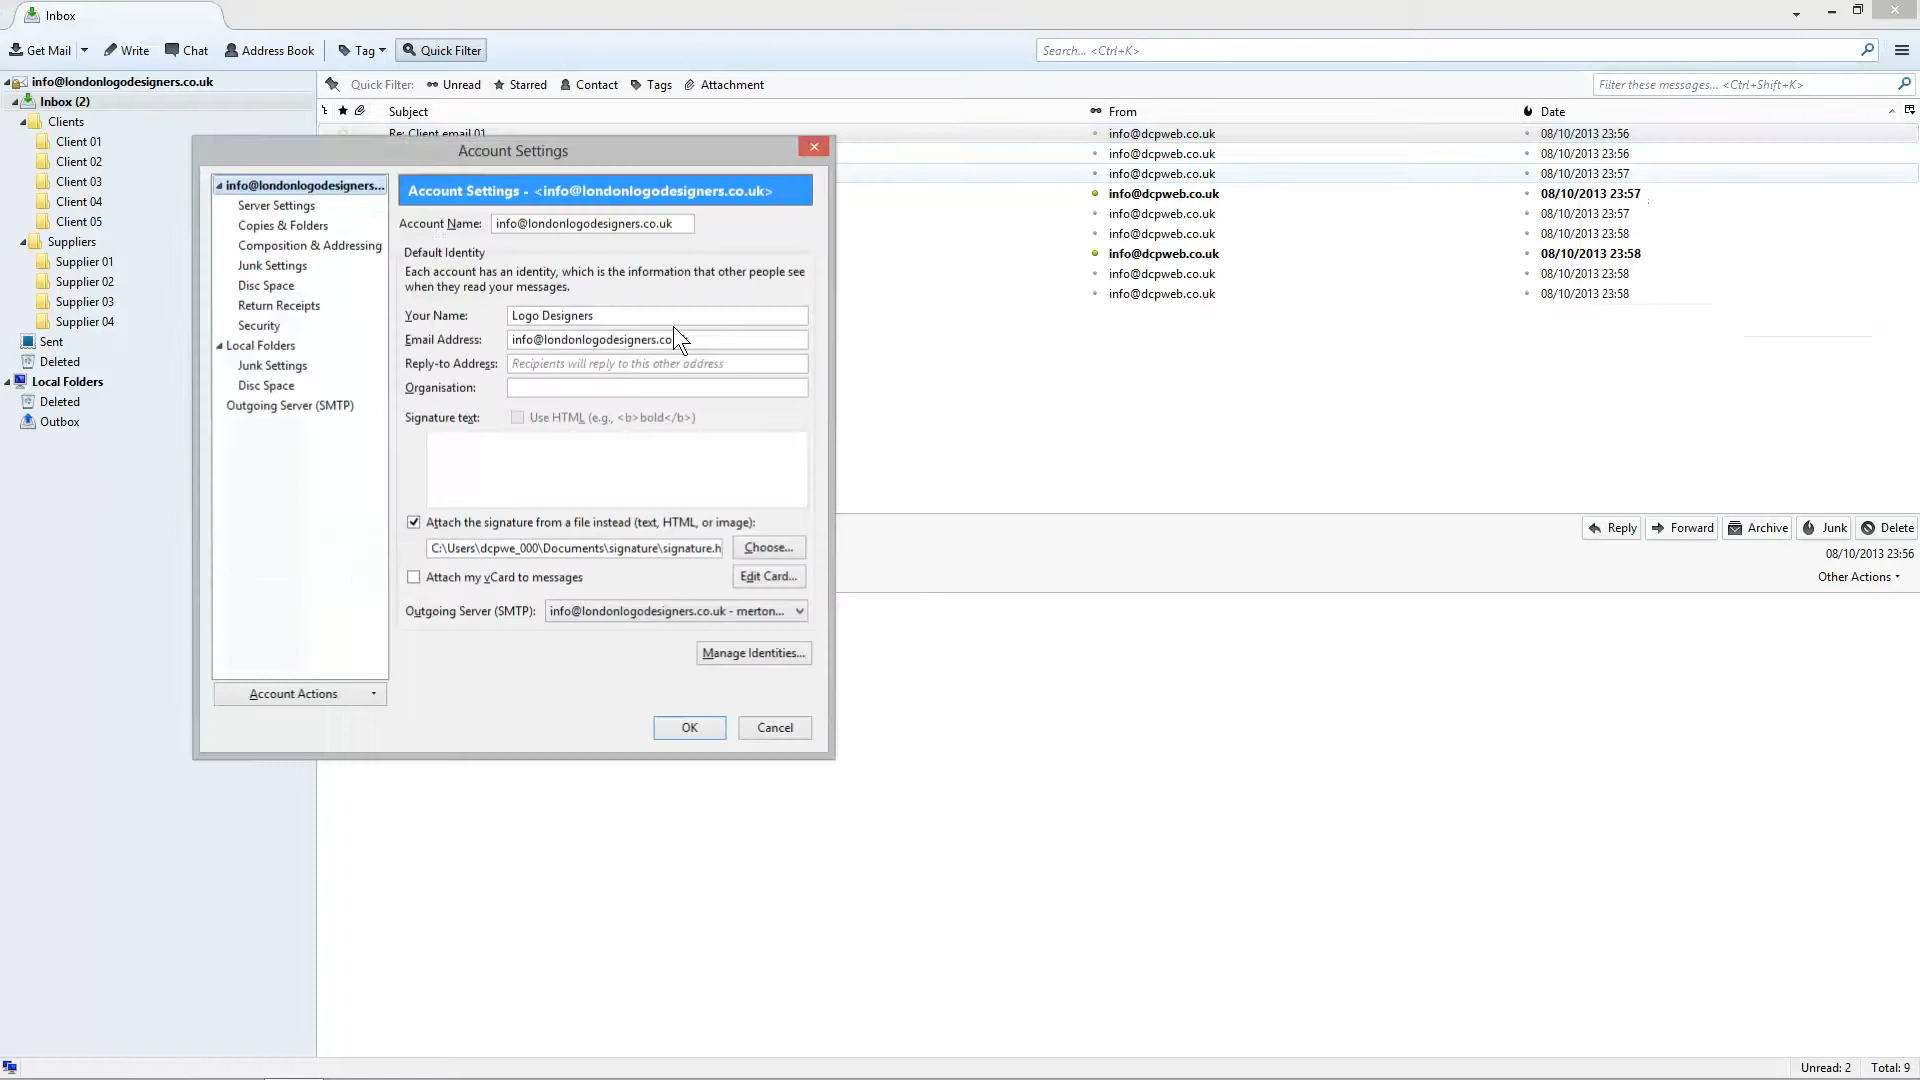 Inbox
Get Mail Write Chat Address Book Tag Quick Filter Search... <Ctrl+K>
info@londonlogodesigners.co.uk
Inbox (2)
Clients
Client 01
Client 02
Client 03
Client 04
Client 05
Suppliers
Supplier 01
Supplier 02
Supplier 03
Supplier 04
Sent
Deleted
Local Folders
Deleted
Outbox
Quick Filter: Unread Starred Contact Tags Attachment Filter these messages... <Ctrl+Shift+K>
Subject From Date
Re: Client email 01 info@dcpweb.co.uk 08/10/2013 23:56
info@dcpweb.co.uk 08/10/2013 23:56
info@dcpweb.co.uk 08/10/2013 23:57
info@dcpweb.co.uk 08/10/2013 23:57
info@dcpweb.co.uk 08/10/2013 23:57
info@dcpweb.co.uk 08/10/2013 23:58
info@dcpweb.co.uk 08/10/2013 23:58
info@dcpweb.co.uk 08/10/2013 23:58
info@dcpweb.co.uk 08/10/2013 23:58
Account Settings
info@londonlogodesigners...
Server Settings
Copies & Folders
Composition & Addressing
Junk Settings
Disc Space
Return Receipts
Security
Local Folders
Junk Settings
Disc Space
Outgoing Server (SMTP)
Account Actions
Account Settings - <info@londonlogodesigners.co.uk>
Account Name: info@londonlogodesigners.co.uk
Default Identity
Each account has an identity, which is the information that other people see
when they read your messages.
Your Name: Logo Designers
Email Address: info@londonlogodesigners.co
Reply-to Address: Recipients will reply to this other address
Organisation:
Signature text: Use HTML (e.g., <b>bold</b>)
Attach the signature from a file instead (text, HTML, or image):
C:\Users\dcpwe_000\Documents\signature\signature.h Choose...
Attach my vCard to messages Edit Card...
Outgoing Server (SMTP): info@londonlogodesigners.co.uk - merton...
Manage Identities...
OK Cancel
Reply Forward Archive Junk Delete
08/10/2013 23:56
Other Actions
Unread: 2 Total: 9